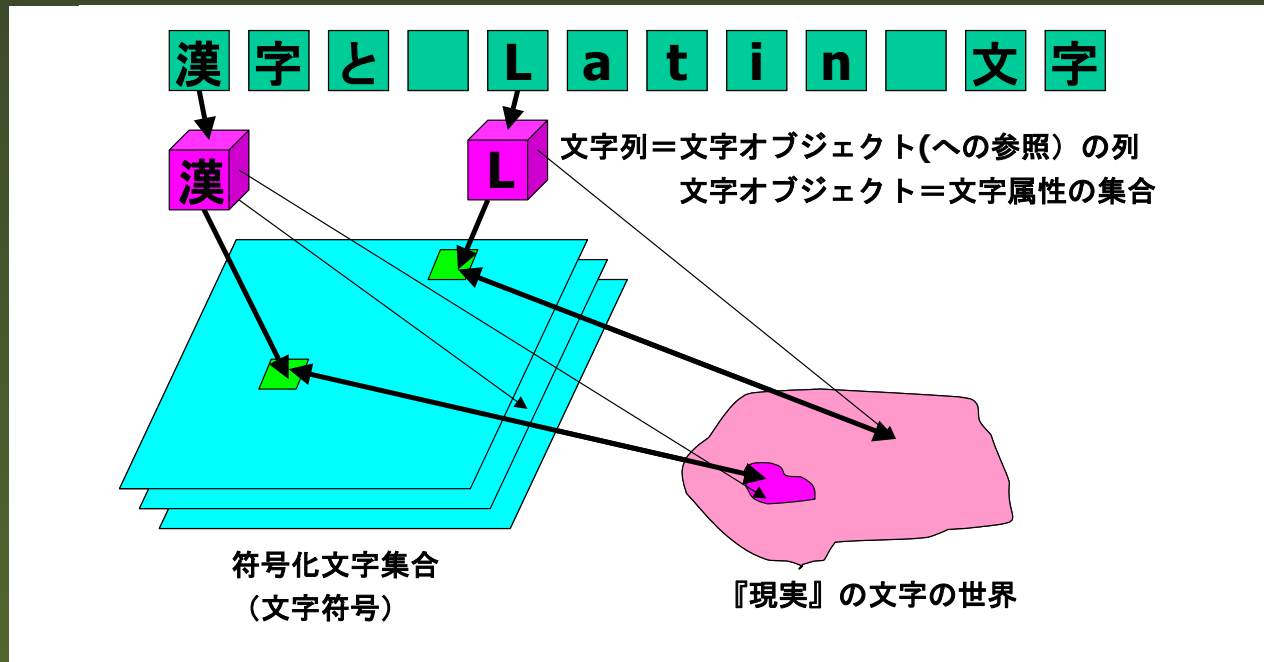 漢字と Latin 文字
漢
L
文字列＝文字オブジェクト(への参照）の列
文字オブジェクト＝文字属性の集合
符号化文字集合
（文字符号）
『現実』の文字の世界